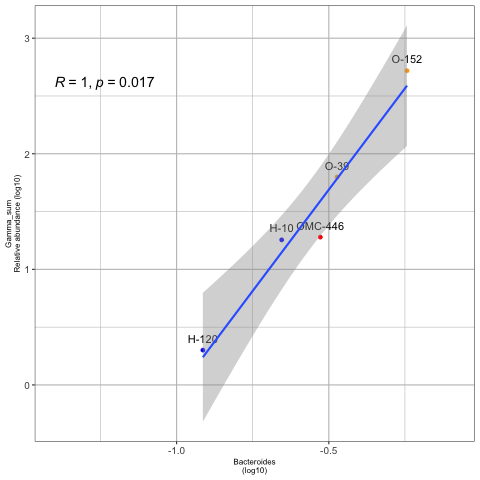 3
O-152
R = 1, p = 0.017
2
O-39
H-10
OMC-446
1
H-120
0
Gamma_sum
Relative abundance (log10)
-1.0
-0.5
Bacteroides
(log10)